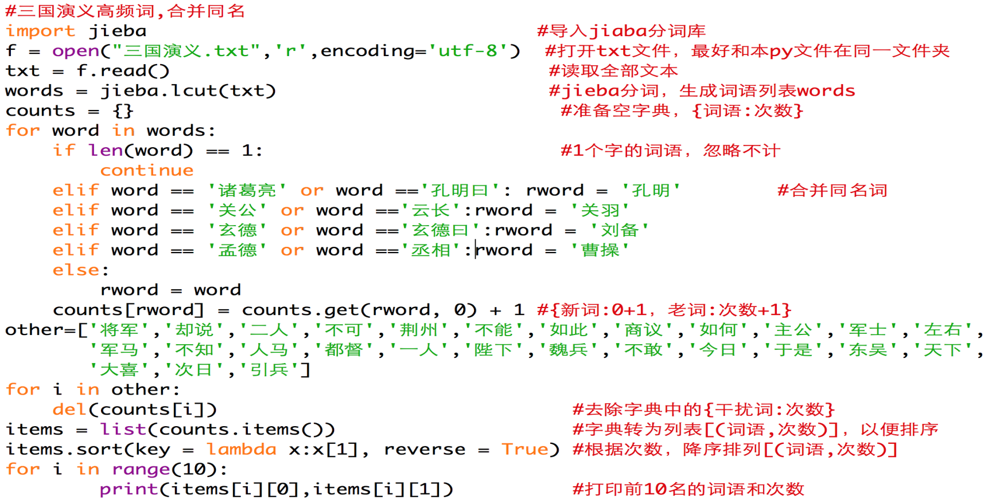 #三国演义高频词,合并同名
import jieba #导入jiaba分词库
f = open("三国演义.txt",'r',encoding='utf-8') #打开txt文件，最好和本py文件在同一文件夹
txt = f.read() #读取全部文本
words = jieba.lcut(txt) #jieba分词，生成词语列表words
counts = {} #准备空字典，{词语:次数}
for word in words:
    if len(word) == 1: #1个字的词语，忽略不计
        continue
    elif word == '诸葛亮' or word =='孔明曰': rword = '孔明' #合并同名词
    elif word == '关公' or word =='云长':rword = '关羽'
    elif word == '玄德' or word =='玄德曰':rword = '刘备'
    elif word == '孟德' or word =='丞相':rword = '曹操'
    else:
        rword = word
    counts[rword] = counts.get(rword, 0) + 1 #{新词:0+1，老词:次数+1}
other=['将军','却说','二人','不可','荆州','不能','如此','商议','如何','主公','军士','左右',
       '军马','不知','人马','都督','一人','陛下','魏兵','不敢','今日','于是','东吴','天下',
       '大喜','次日','引兵']
for i in other:
    del(counts[i]) #去除字典中的{干扰词:次数}
items = list(counts.items()) #字典转为列表[(词语,次数)]，以便排序
items.sort(key = lambda x:x[1], reverse = True) #根据次数，降序排列[(词语,次数)]
for i in range(10):
        print(items[i][0],items[i][1]) #打印前10名的词语和次数